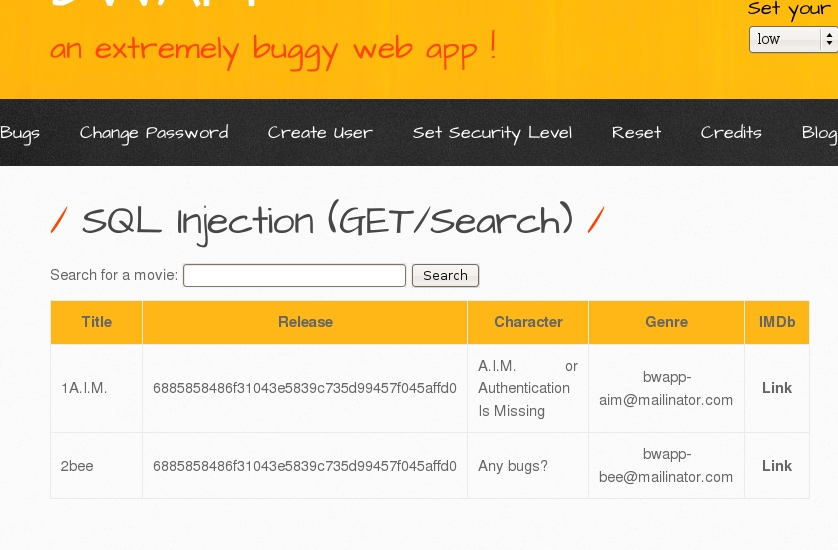 an extremely buggy web app !
Set your
low
Bugs Change Password Create User Set Security Level Reset Credits Blog
/ SQL Injection (GET/Search) /
Search for a movie: Search
Title Release Character Genre IMDb
1A.I.M. 6885858486f31043e5839c735d99457f045affd0 A.I.M. or Authentication Is Missing bwapp-aim@mailinator.com Link
2bee 6885858486f31043e5839c735d99457f045affd0 Any bugs? bwapp-bee@mailinator.com Link